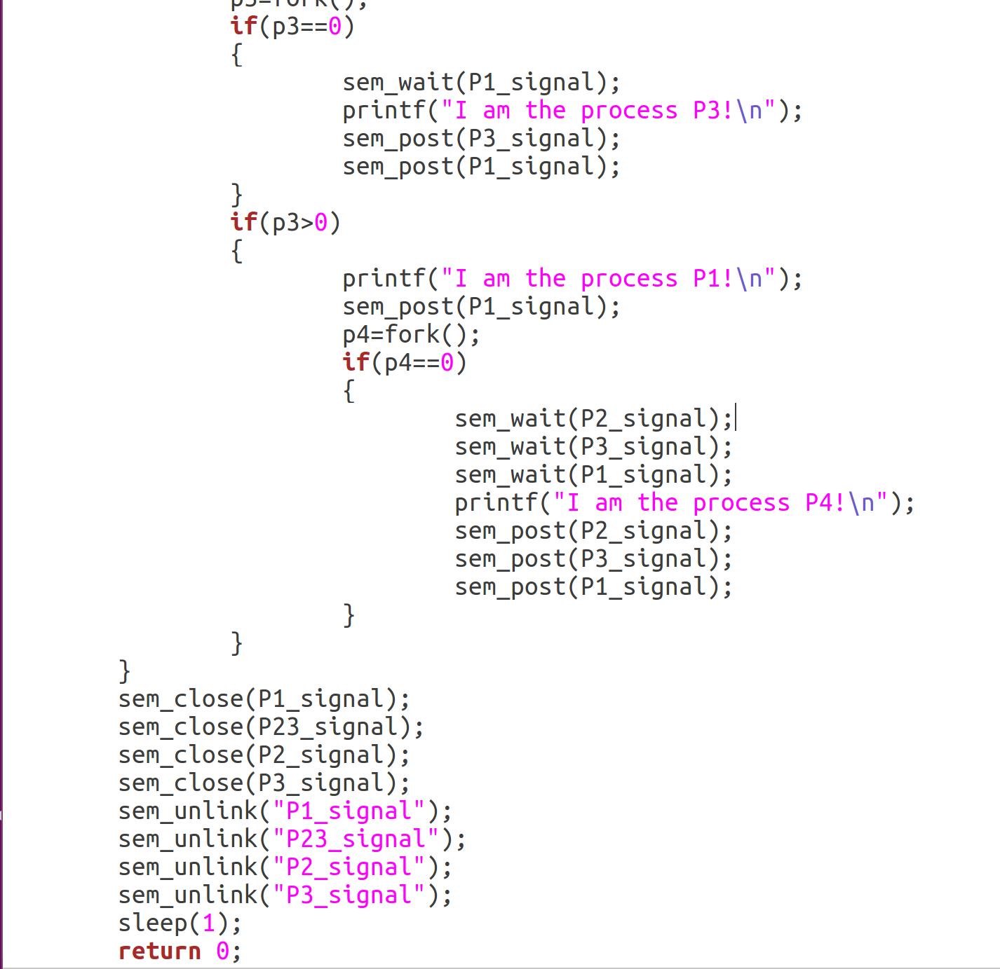 p3=fork();
if(p3==0)
{
sem_wait(P1_signal);
printf("I am the process P3!\n");
sem_post(P3_signal);
sem_post(P1_signal);
}
if(p3>0)
{
printf("I am the process P1!\n");
sem_post(P1_signal);
p4=fork();
if(p4==0)
{
sem_wait(P2_signal);
sem_wait(P3_signal);
sem_wait(P1_signal);
printf("I am the process P4!\n");
sem_post(P2_signal);
sem_post(P3_signal);
sem_post(P1_signal);
}
}
}
sem_close(P1_signal);
sem_close(P23_signal);
sem_close(P2_signal);
sem_close(P3_signal);
sem_unlink("P1_signal");
sem_unlink("P23_signal");
sem_unlink("P2_signal");
sem_unlink("P3_signal");
sleep(1);
return 0;